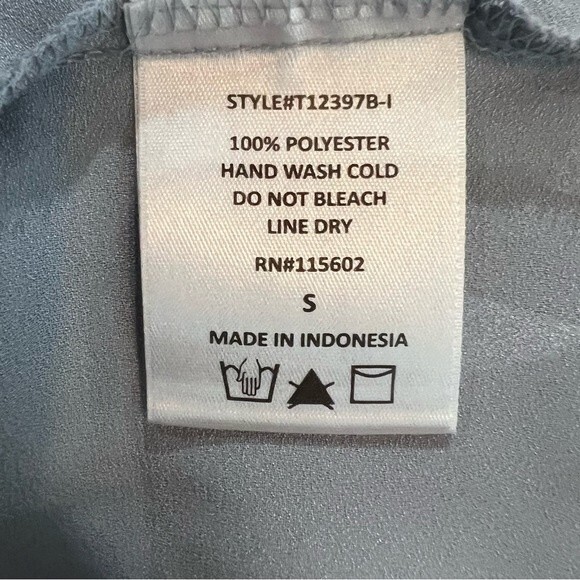 STYLE#T12397B-I
100% POLYESTER
HAND WASH COLD
DO NOT BLEACH
LINE DRY
RN#115602
S
MADE IN INDONESIA